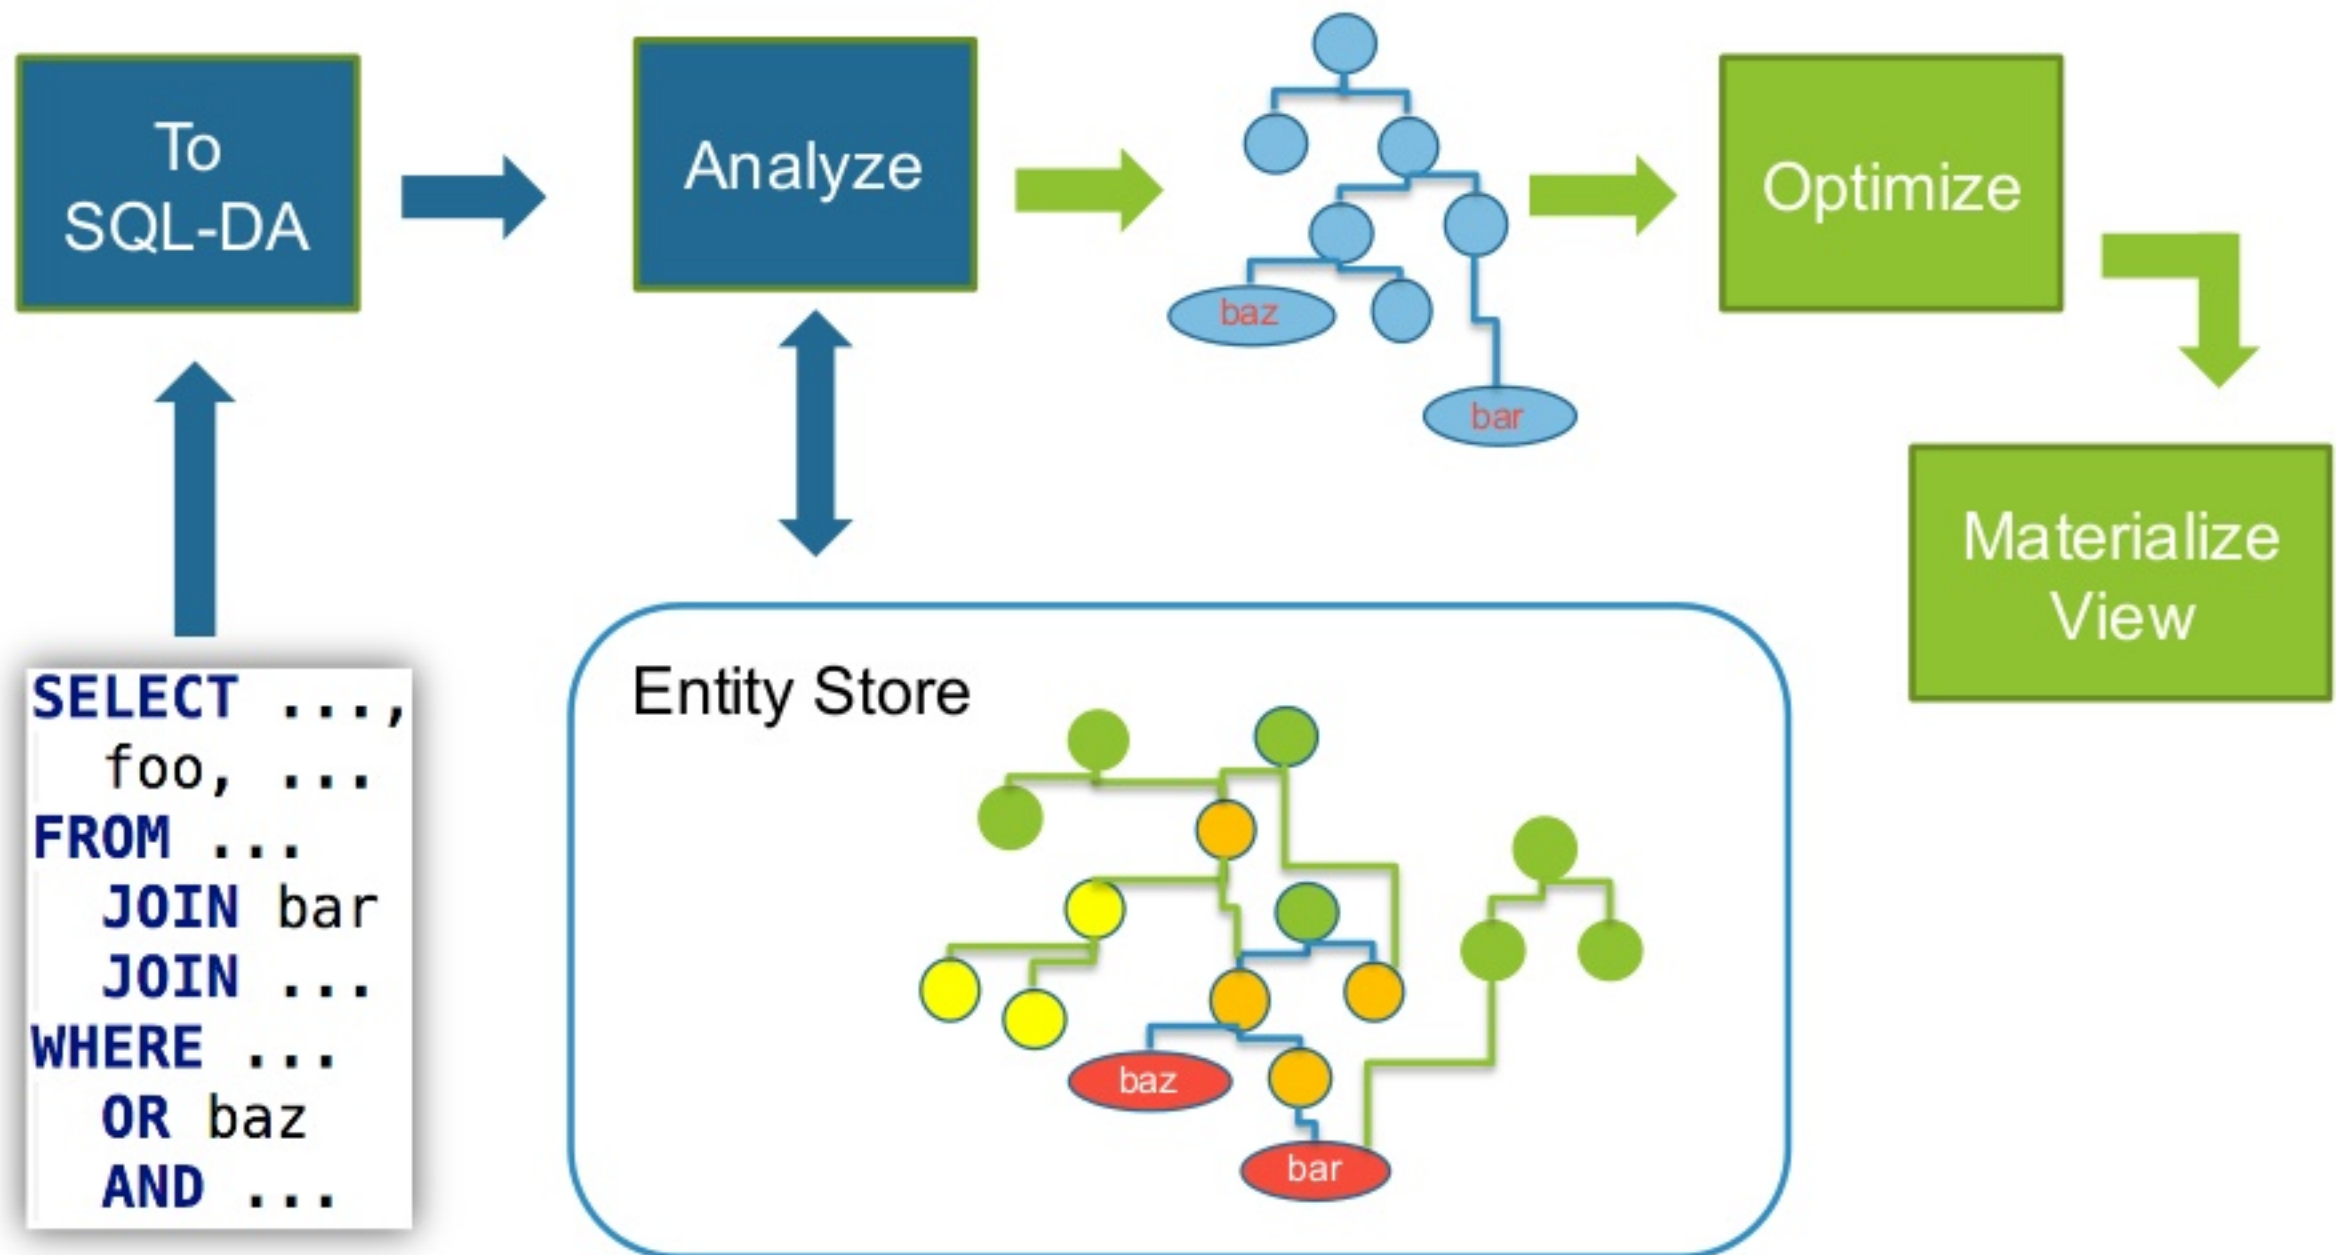 To
SQL-DA
Analyze
baz
bar
Optimize
Materialize
View
SELECT ...,
foo, ...
FROM ...
JOIN bar
JOIN ...
WHERE ...
OR baz
AND ...
Entity Store
baz
bar